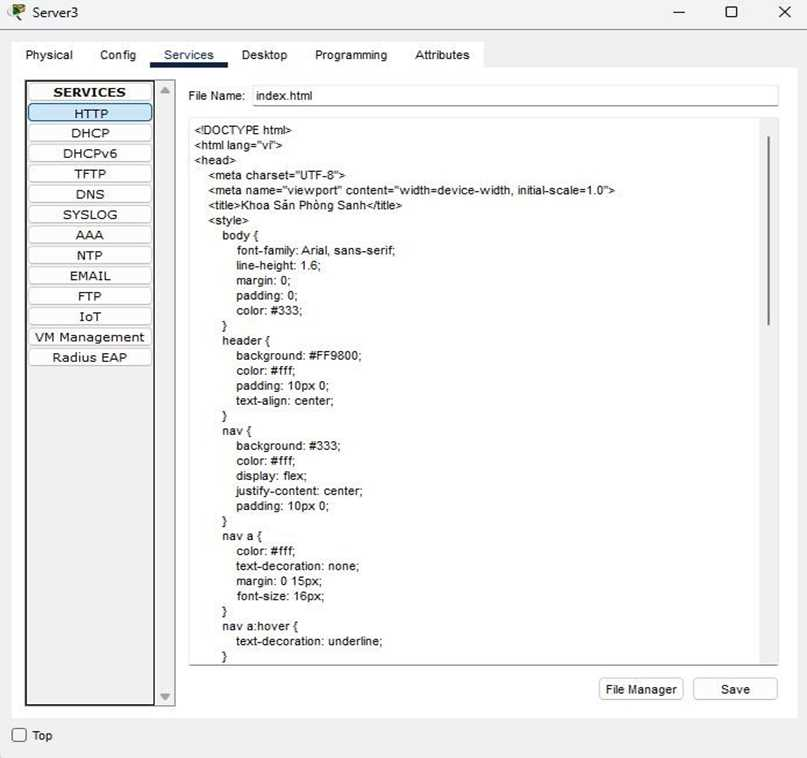 Server3
Physical Config Services Desktop Programming Attributes
SERVICES
HTTP
DHCP
DHCPv6
TFTP
DNS
SYSLOG
AAA
NTP
EMAIL
FTP
IoT
VM Management
Radius EAP
File Name: index.html
<!DOCTYPE html>
<html lang="vi">
<head>
<meta charset="UTF-8">
<meta name="viewport" content="width=device-width, initial-scale=1.0">
<title>Khoa Săn Phòng Sanh</title>
<style>
body {
font-family: Arial, sans-serif;
line-height: 1.6;
margin: 0;
padding: 0;
color: #333;
}
header {
background: #FF9800;
color: #fff;
padding: 10px 0;
text-align: center;
}
nav {
background: #333;
color: #fff;
display: flex;
justify-content: center;
padding: 10px 0;
}
nav a {
color: #fff;
text-decoration: none;
margin: 0 15px;
font-size: 16px;
}
nav a:hover {
text-decoration: underline;
}
File Manager Save
Top